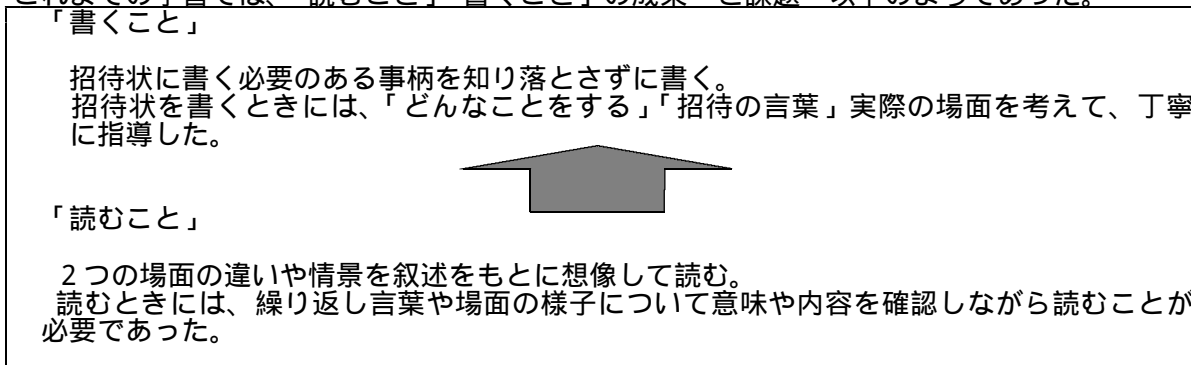 これまでの学習では、「読むこと」「書くこと」の成果　と課題　以下のようであった。
「書くこと」
招待状に書く必要のある事柄を知り落とさずに書く。
招待状を書くときには、「どんなことをする」「招待の言葉」実際の場面を考えて、丁寧
に指導した。
「読むこと」
２つの場面の違いや情景を叙述をもとに想像して読む。
読むときには、繰り返し言葉や場面の様子について意味や内容を確認しながら読むことが
必要であった。